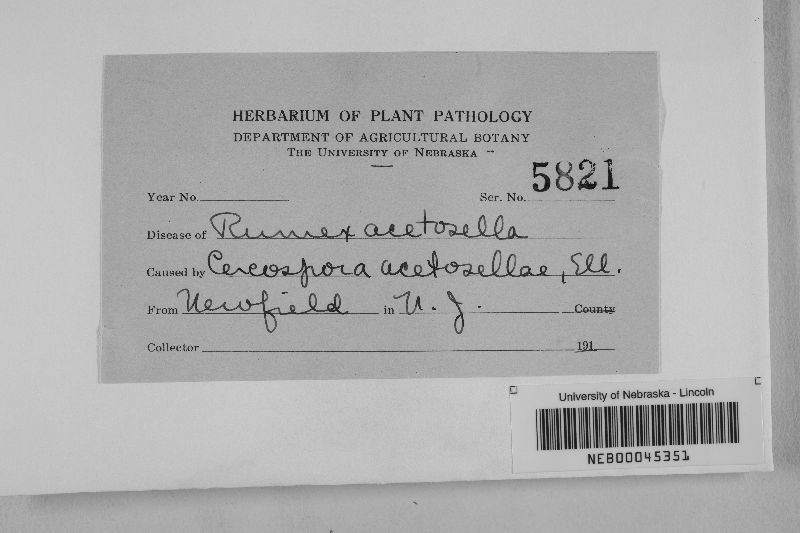 HERBARIUM OF PLANT PATHOLOGY
DEPARTMENT OF AGRICULTURAL BOTANY
THE UNIVERSITY OF NEBRASKA
Year No. Ser. No. 5821
Disease of Rumex acetosella
Caused by Cercospora acetosellae, Ell.
From Newfield in N. J. County
Collector 191
University of Nebraska - Lincoln
NEB00045351